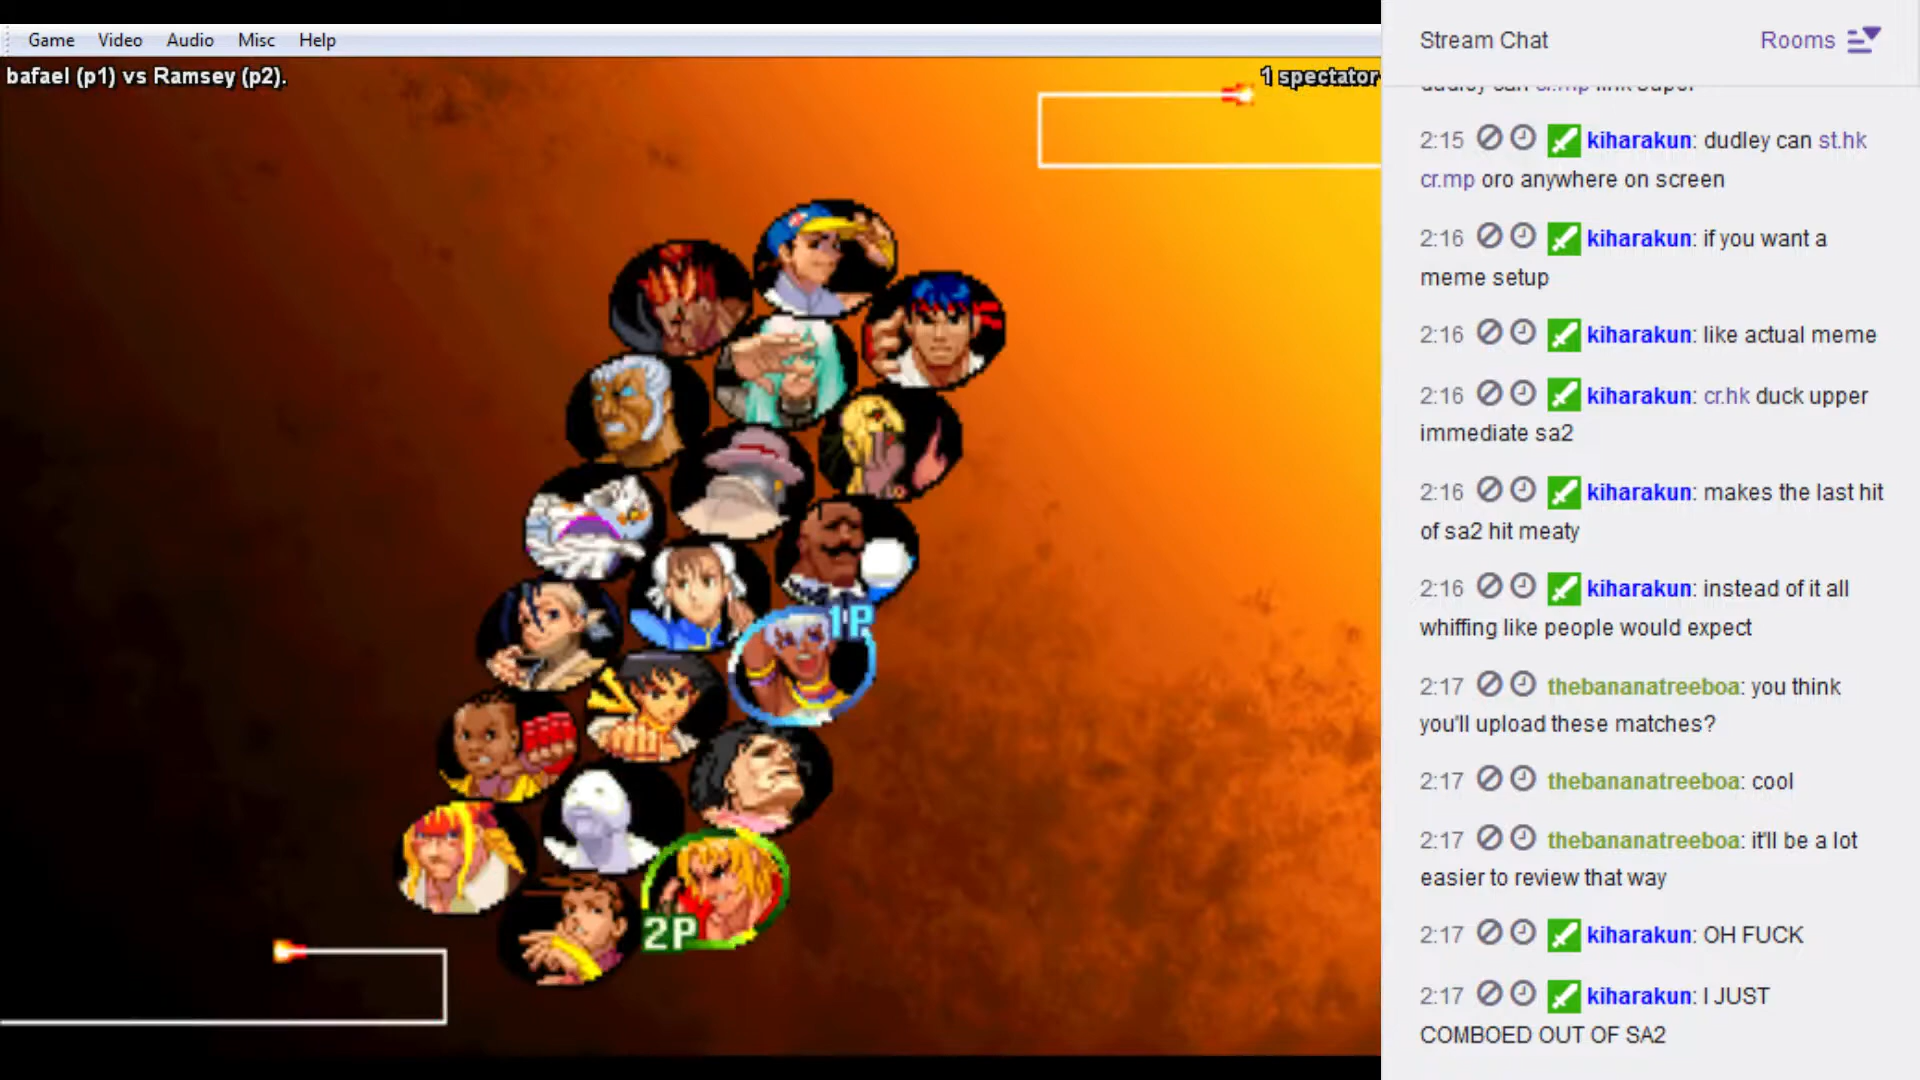 Game Video Audio Misc Help
bafael (p1) vs Ramsey (p2).
1 spectator
1P
2P
Stream Chat
Rooms
dudley can cr.mp link super
2:15 kiharakun: dudley can st.hk
cr.mp oro anywhere on screen
2:16 kiharakun: if you want a
meme setup
2:16 kiharakun: like actual meme
2:16 kiharakun: cr.hk duck upper
immediate sa2
2:16 kiharakun: makes the last hit
of sa2 hit meaty
2:16 kiharakun: instead of it all
whiffing like people would expect
2:17 thebananatreeboa: you think
you'll upload these matches?
2:17 thebananatreeboa: cool
2:17 thebananatreeboa: it'll be a lot
easier to review that way
2:17 kiharakun: OH FUCK
2:17 kiharakun: I JUST
COMBOED OUT OF SA2